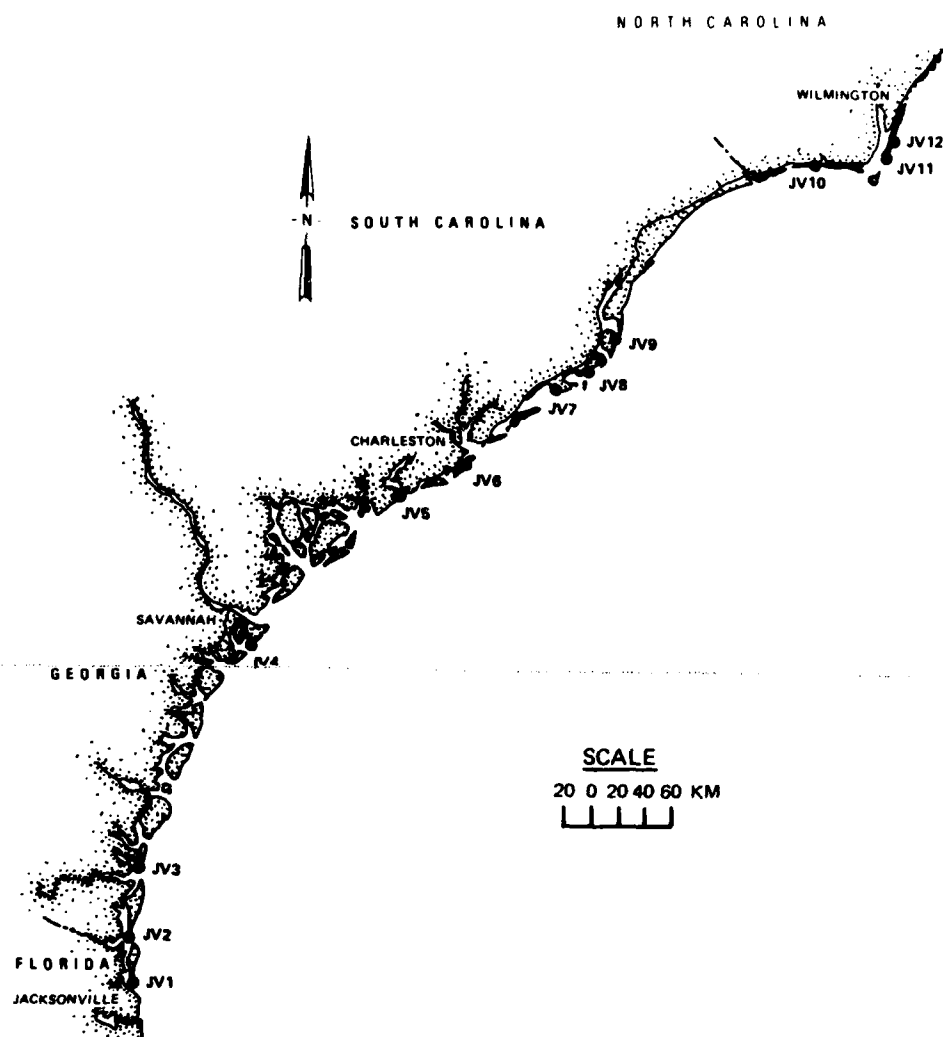 NORTH CAROLINA
WILMINGTON
JV12
JV11
JV10
-N-
SOUTH CAROLINA
JV9
JV8
JV7
CHARLESTON
JV6
JV5
SAVANNAH
JV4
GEORGIA
SCALE
20 0 20 40 60 KM
JV3
JV2
FLORIDA
JV1
JACKSONVILLE